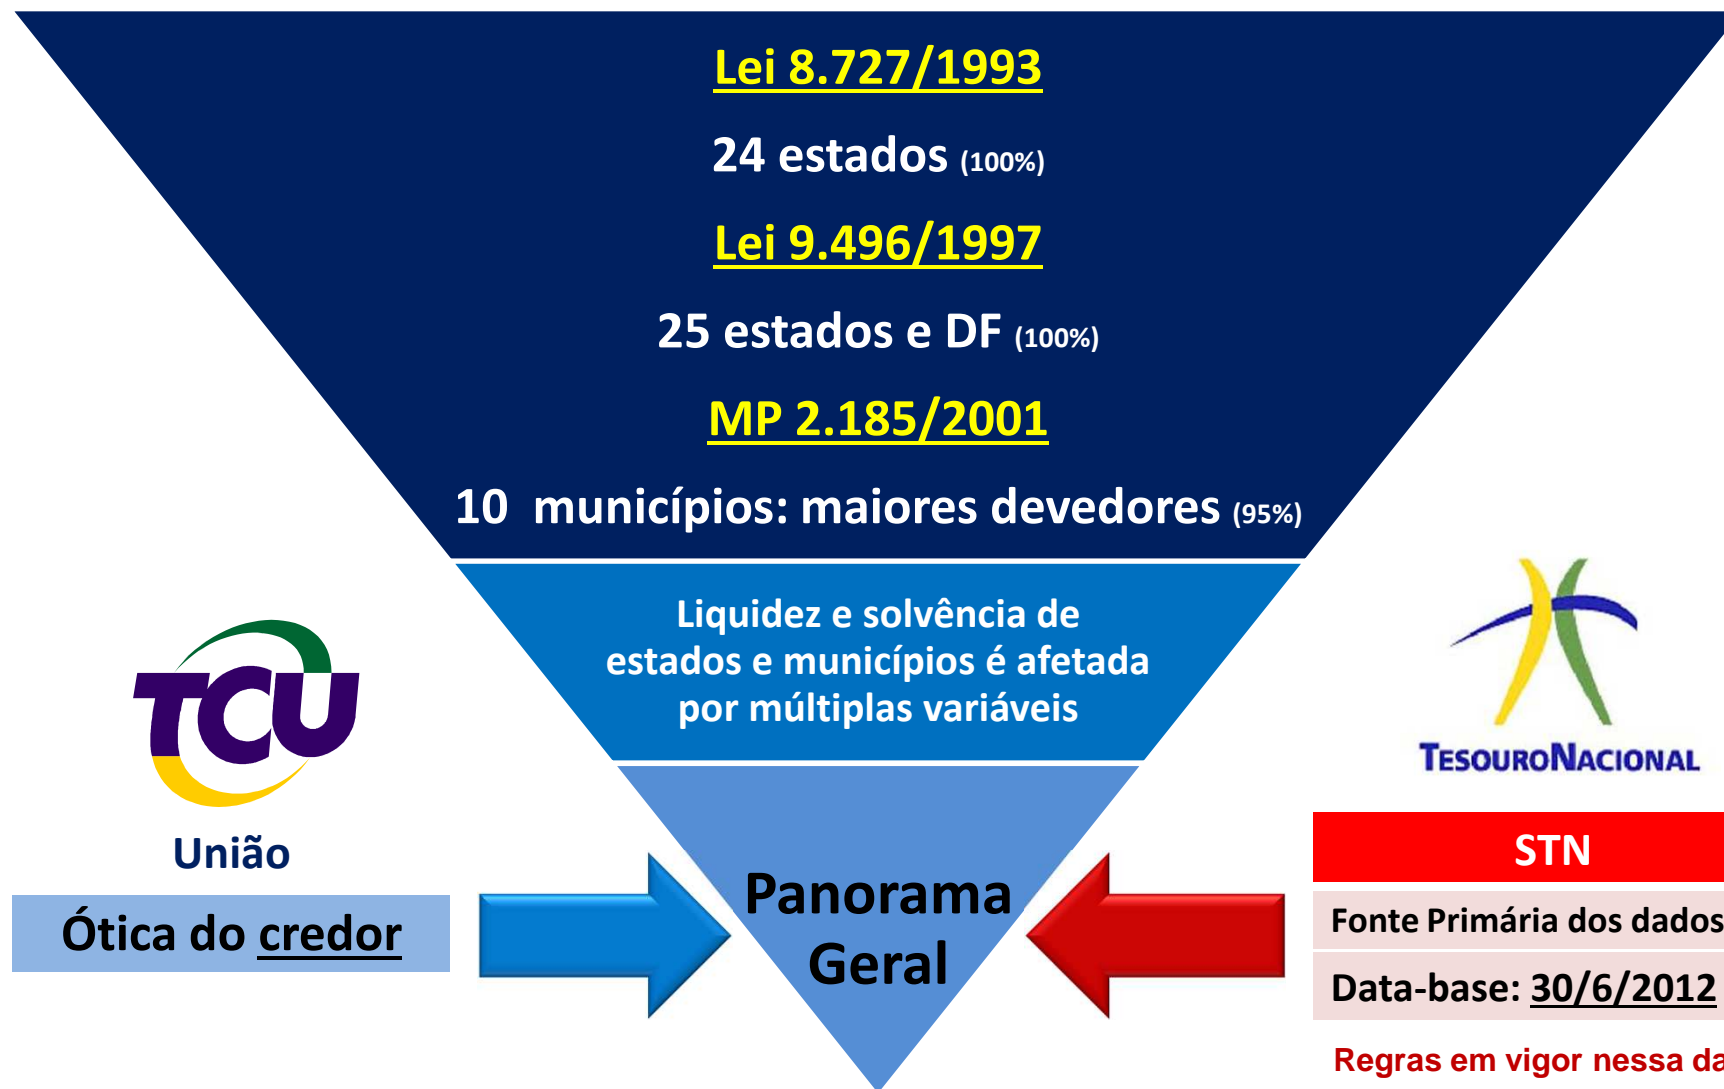 Lei 8.727/1993
24 estados (100%)
Lei 9.496/1997
25 estados e DF (100%)
MP 2.185/2001
10 municípios: maiores devedores (95%)
Liquidez e solvência de
estados e municípios é afetada
por múltiplas variáveis
TCU
União
Ótica do credor
Panorama
Geral
TESOURONACIONAL
STN
Fonte Primária dos dados
Data-base: 30/6/2012
Regras em vigor nessa